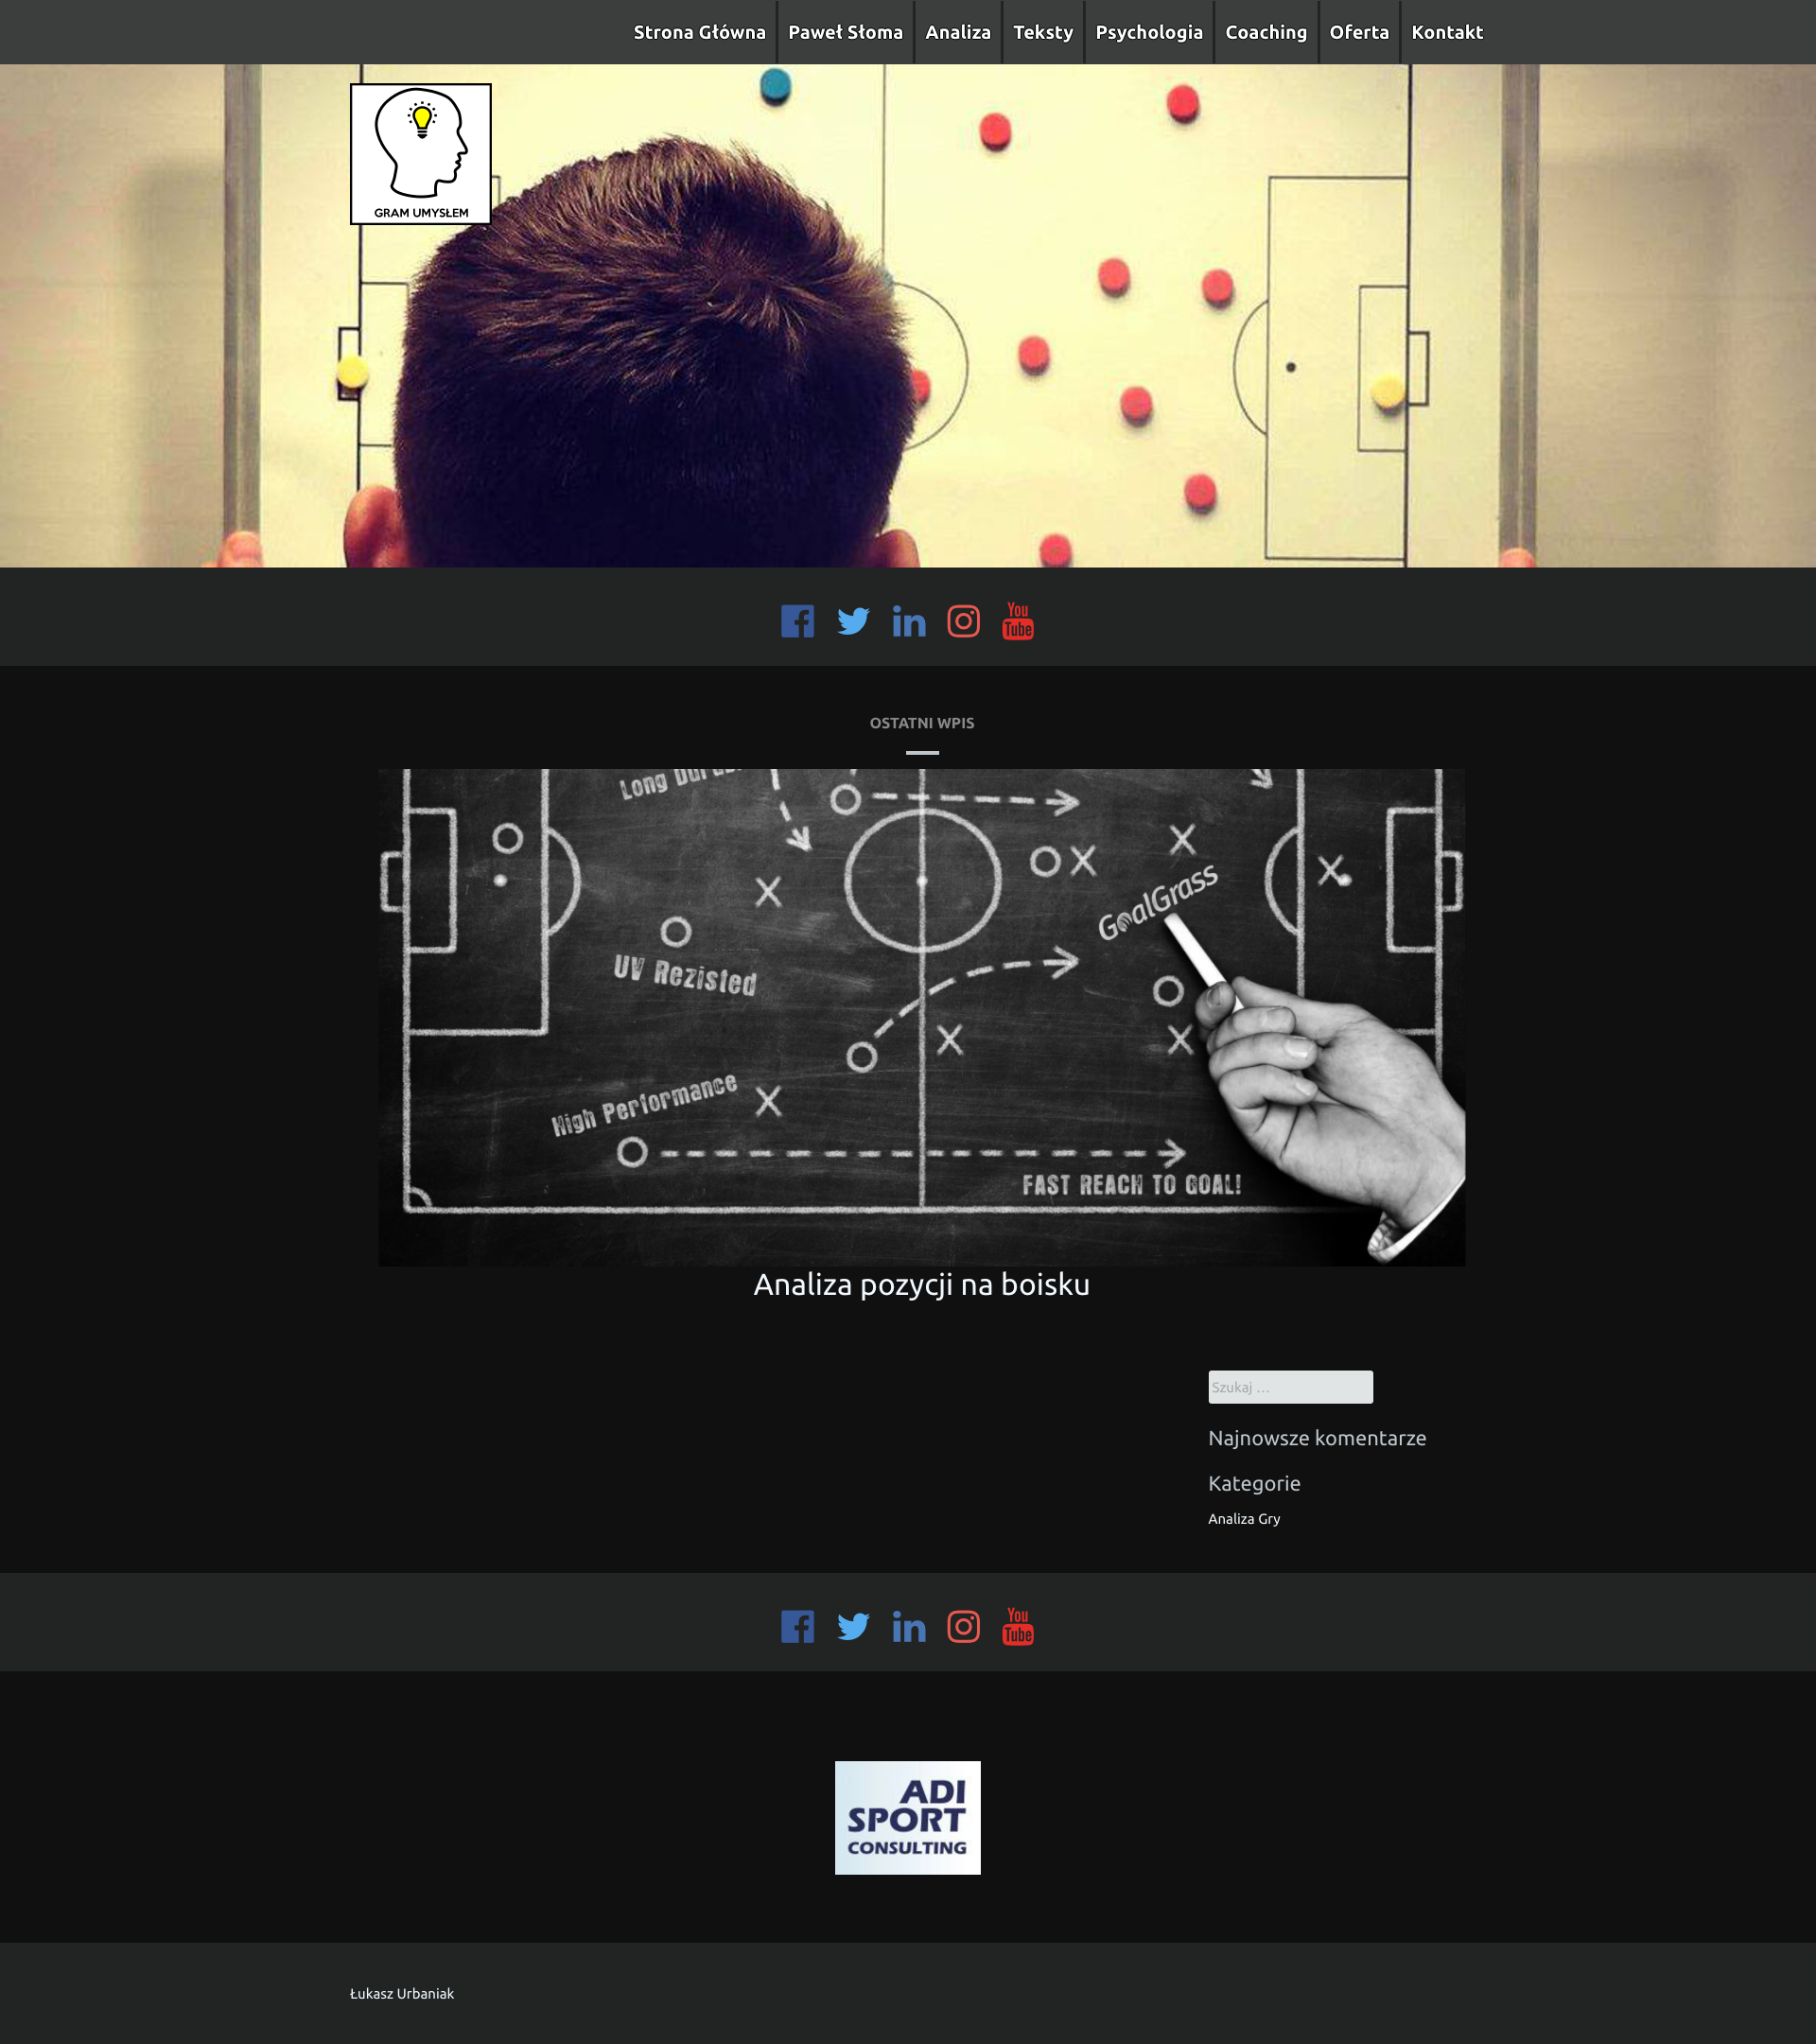 Strona Główna
Paweł Słoma
Analiza
Teksty
Psychologia
Coaching
Oferta
Kontakt
GRAM UMYSŁEM
You
Tube
OSTATNI WPIS
Long
GoalGrass
UV Rezisted
High Performance
FAST REACH TO GOAL!
Analiza pozycji na boisku
Szukaj ...
Najnowsze komentarze
Kategorie
Analiza Gry
You
Tube
ADI
SPORT
CONSULTING
Łukasz Urbaniak